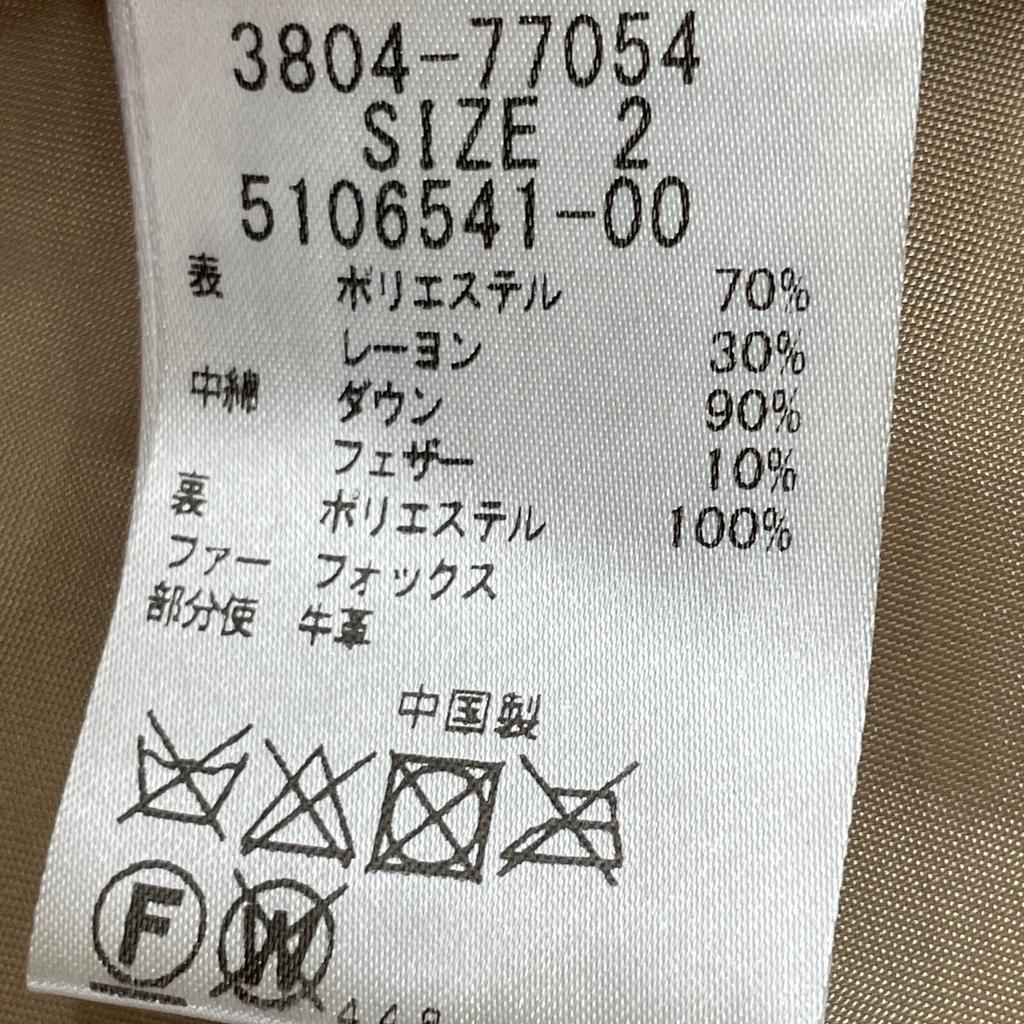 3804-77054
SIZE 2
5106541-00
表 ポリエステル 70%
レーヨン 30%
中綿 ダウン 90%
フェザー 10%
裏 ポリエステル 100%
ファー フォックス
部分使 牛革
中国製
F W